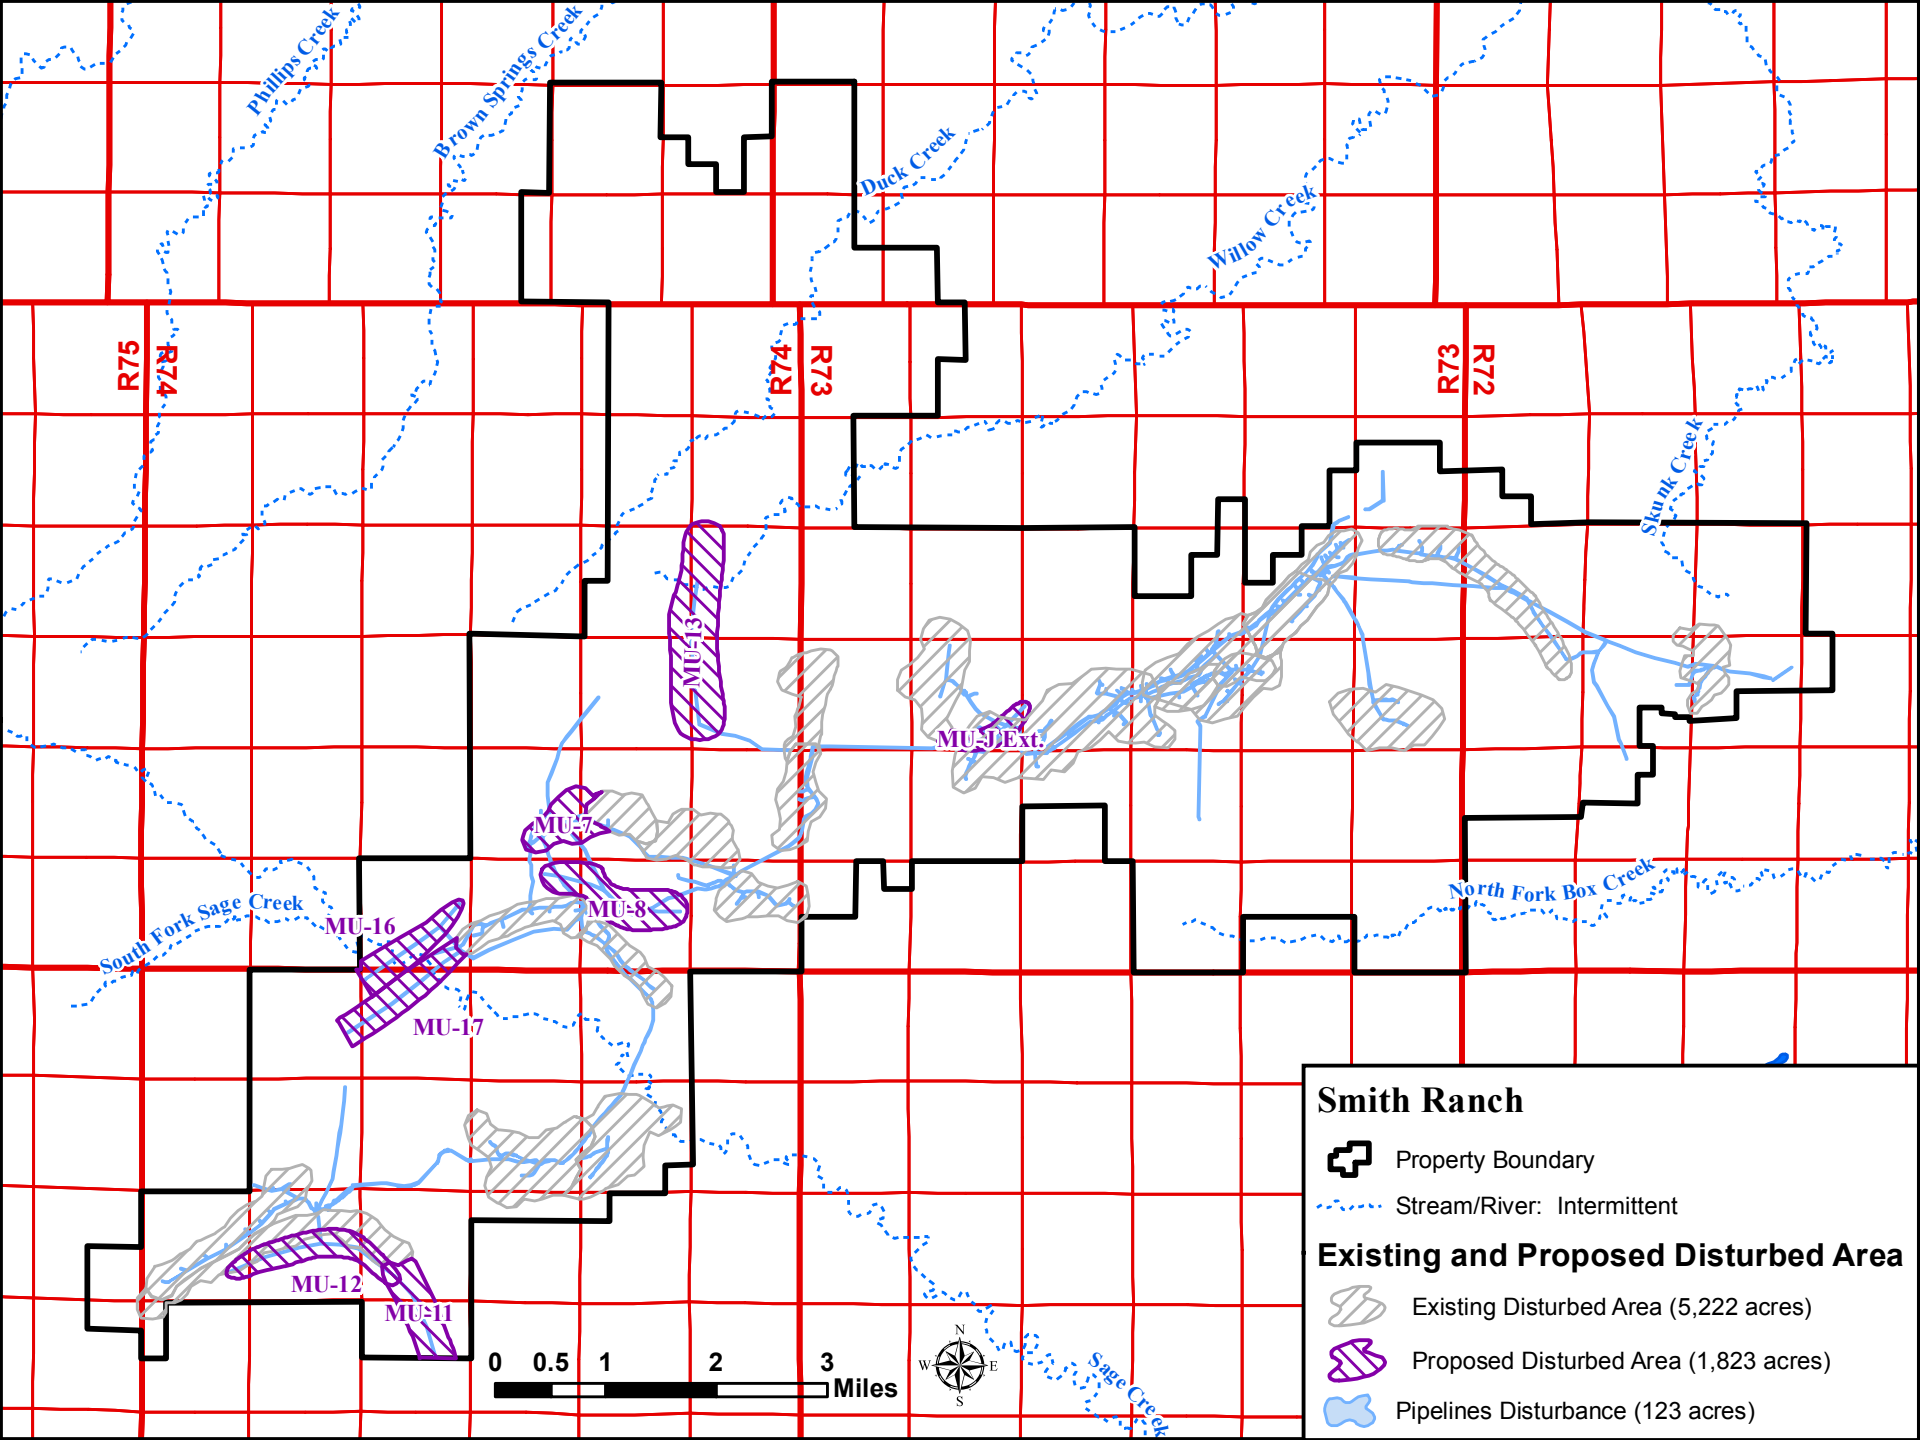 Phillips Creek
Brown Springs Creek
Duck Creek
Willow Creek
R75
R74
R74
R73
R73
R72
Skunk Creek
MU-13
MU-J Ext.
MU-7
MU-8
North Fork Box Creek
South Fork Sage Creek
MU-16
MU-17
MU-12
MU-11
0 0.5 1 2 3
Miles
N
W E
S
Sage Creek
Smith Ranch
Property Boundary
Stream/River: Intermittent
Existing and Proposed Disturbed Area
Existing Disturbed Area (5,222 acres)
Proposed Disturbed Area (1,823 acres)
Pipelines Disturbance (123 acres)